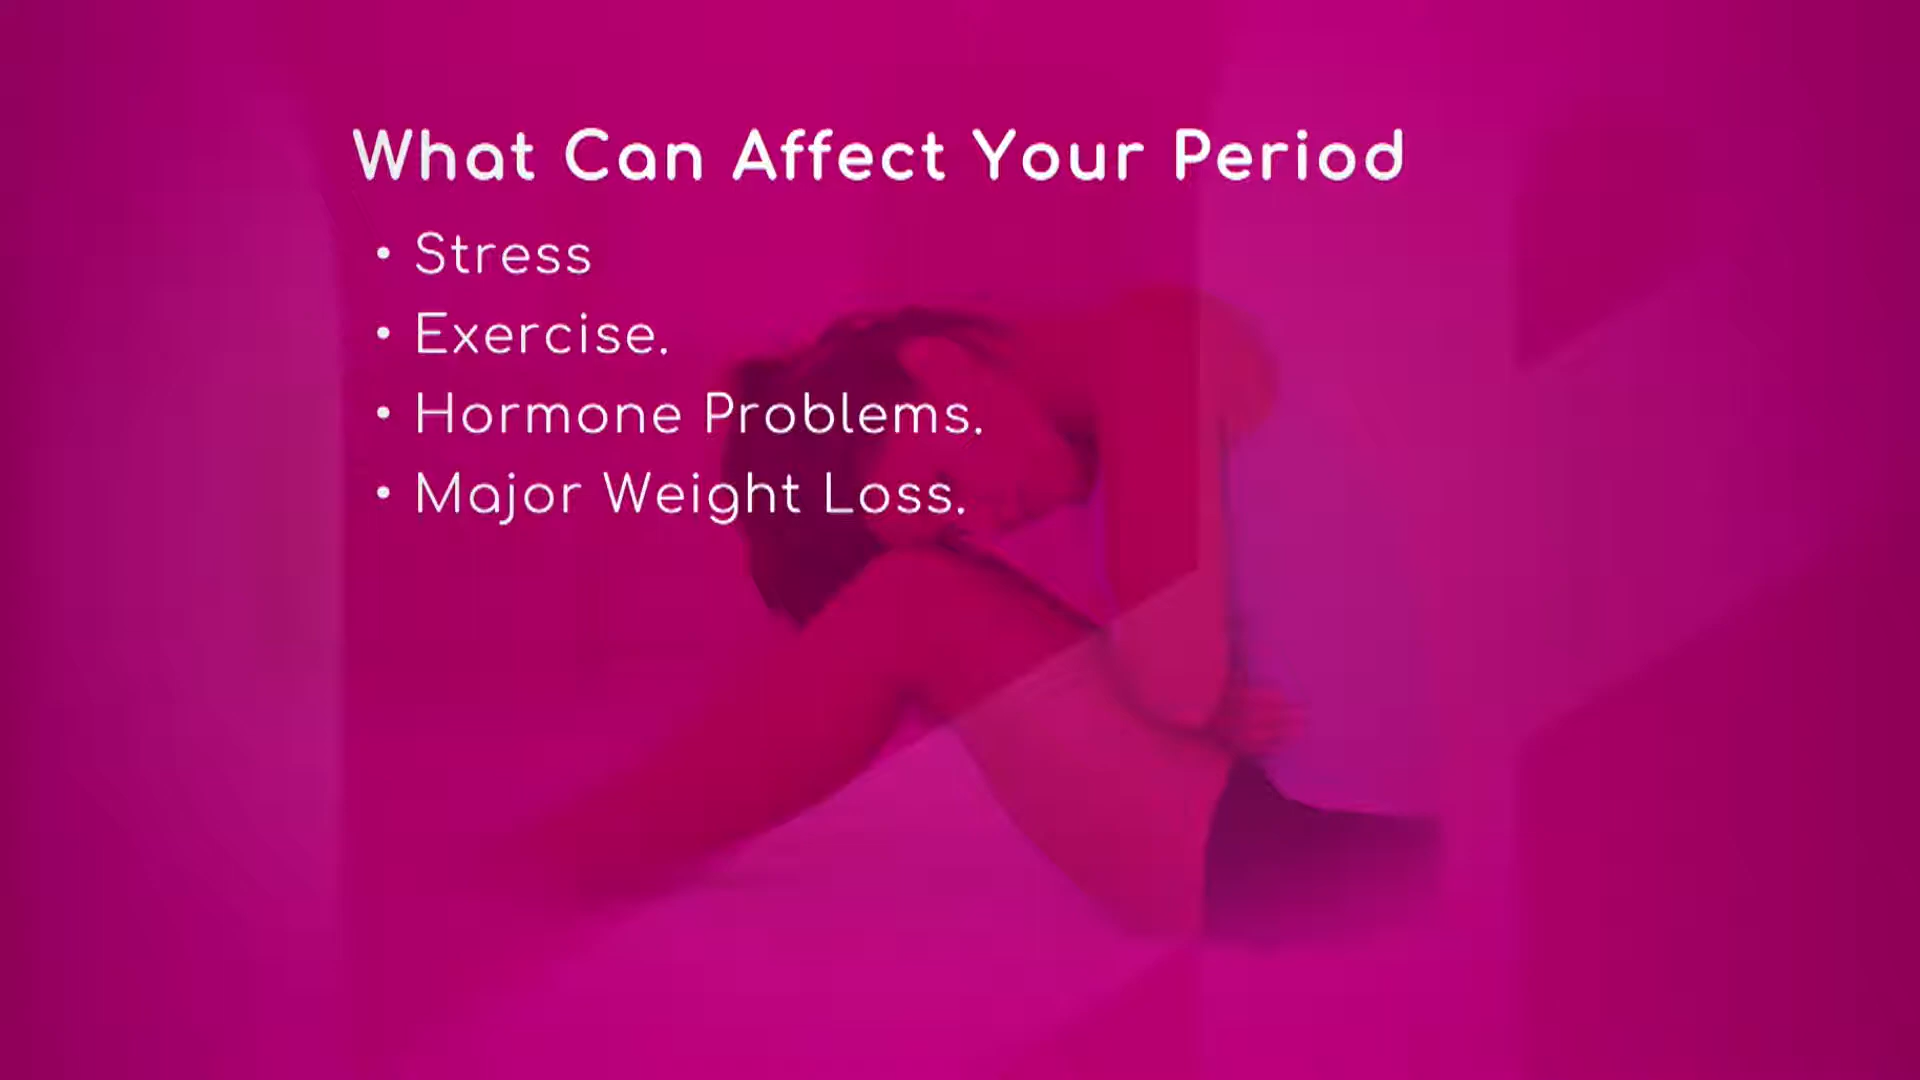 What Can Affect Your Period
• Stress
• Exercise.
• Hormone Problems.
• Major Weight Loss.